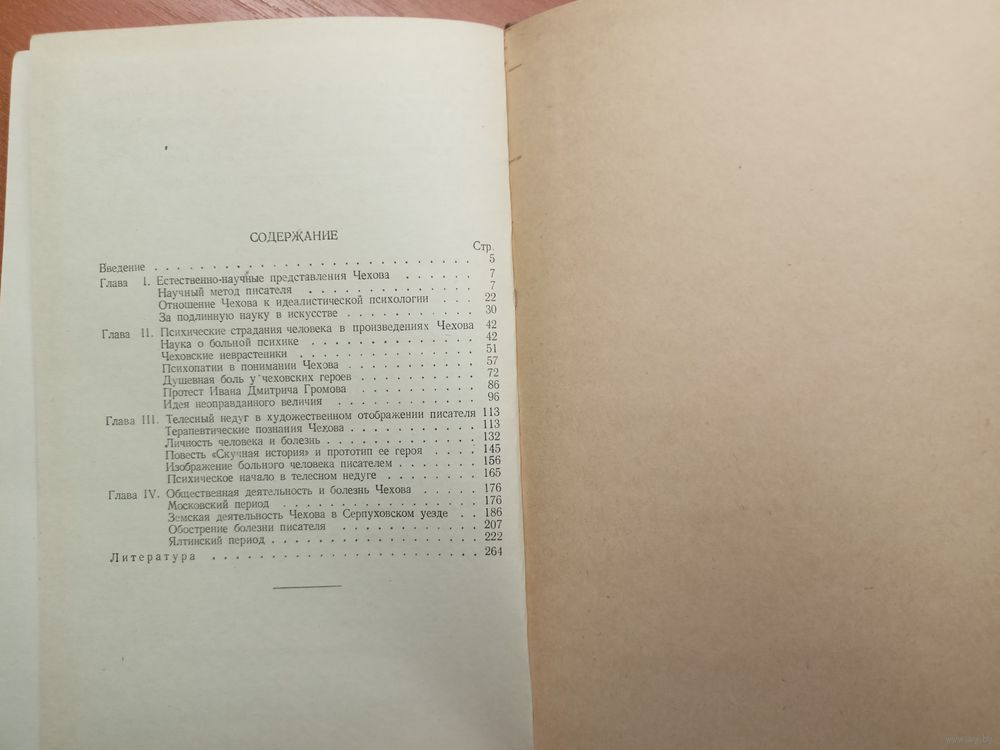 СОДЕРЖАНИЕ
Стр.
Введение . . . . . . . . . . . . . . . . . . . . . . . . . . 5
Глава I. Естественно-научные представления Чехова . . . . . . 7
Научный метод писателя . . . . . . . . . . . . . . 7
Отношение Чехова к идеалистической психологии . . . 22
За подлинную науку в искусстве . . . . . . . . . . . 30
Глава II. Психические страдания человека в произведениях Чехова 42
Наука о больной психике . . . . . . . . . . . . . . 42
Чеховские неврастеники . . . . . . . . . . . . . . . 51
Психопатии в понимании Чехова . . . . . . . . . . . 57
Душевная боль у чеховских героев . . . . . . . . . . 72
Протест Ивана Дмитрича Громова . . . . . . . . . . 86
Идея неоправданного величия . . . . . . . . . . . . 96
Глава III. Телесный недуг в художественном отображении писателя 113
Терапевтические познания Чехова . . . . . . . . . . . 113
Личность человека и болезнь . . . . . . . . . . . . . 132
Повесть «Скучная история» и прототип ее героя . . . . 145
Изображение больного человека писателем . . . . . . . 156
Психическое начало в телесном недуге . . . . . . . . 165
Глава IV. Общественная деятельность и болезнь Чехова . . . . . 176
Московский период . . . . . . . . . . . . . . . . . 176
Земская деятельность Чехова в Серпуховском уезде . . 186
Обострение болезни писателя . . . . . . . . . . . . 207
Ялтинский период . . . . . . . . . . . . . . . . . . 222
Литература . . . . . . . . . . . . . . . . . . . . . . . 264